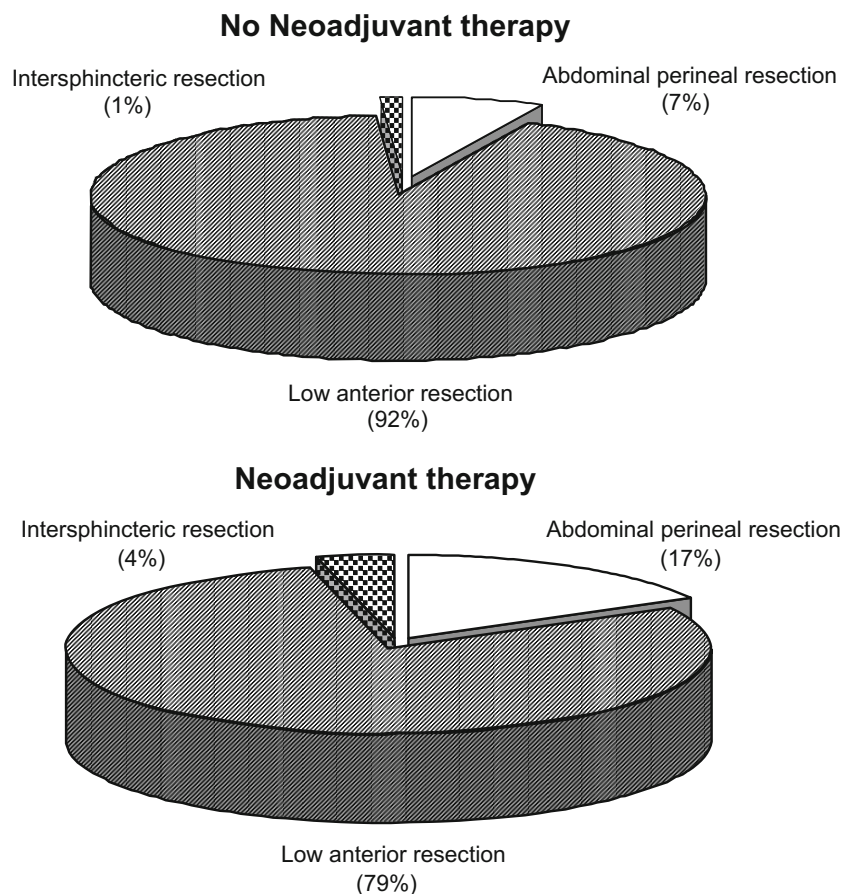 No Neoadjuvant therapy
Intersphincteric resection
(1%)
Abdominal perineal resection
(7%)
Low anterior resection
(92%)
Neoadjuvant therapy
Intersphincteric resection
(4%)
Abdominal perineal resection
(17%)
Low anterior resection
(79%)